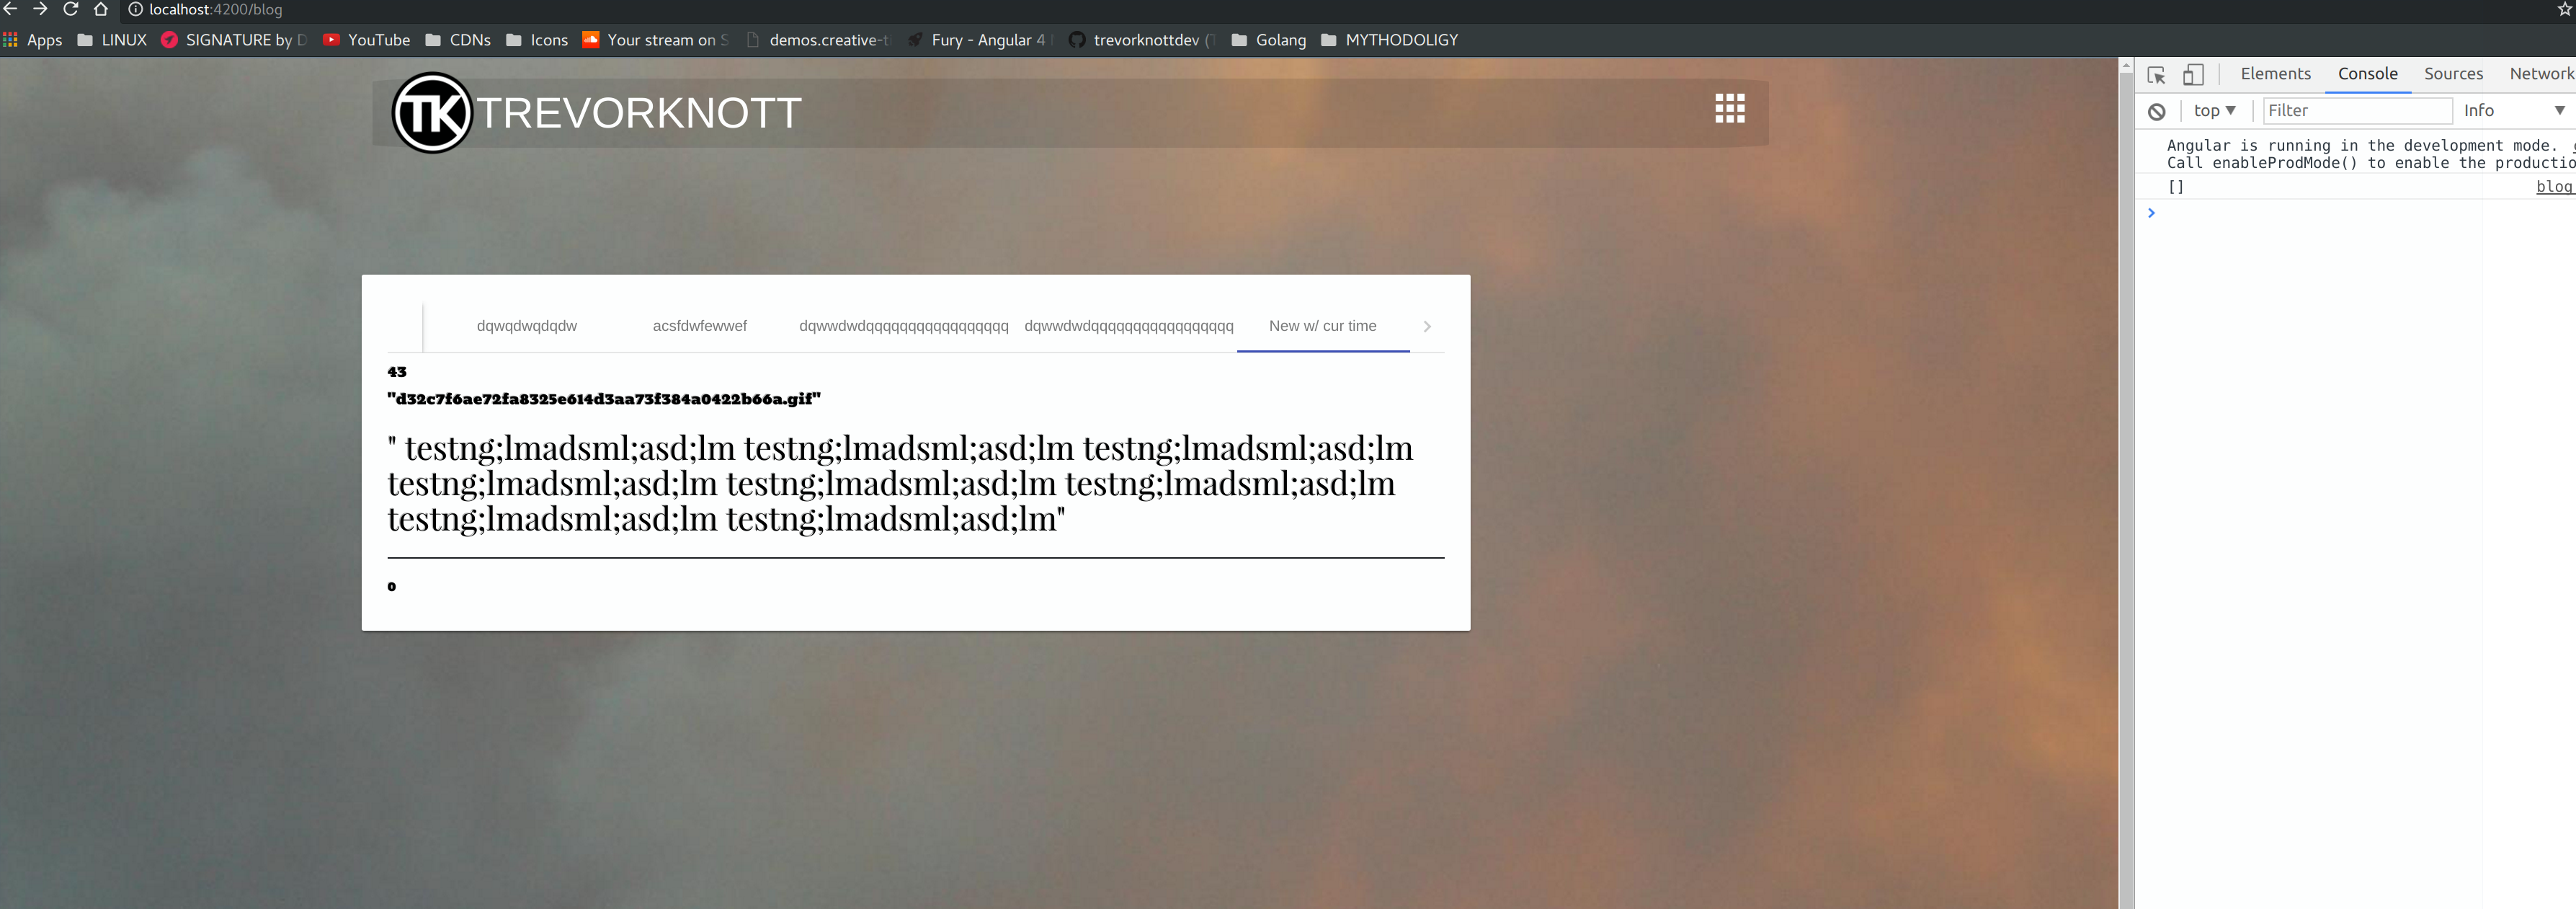 localhost:4200/blog
Apps LINUX SIGNATURE by D YouTube CDNs Icons Your stream on S demos.creative-t Fury - Angular 4 trevorknottdev ( Golang MYTHODOLIGY
TK TREVORKNOTT
Elements Console Sources Network
top Filter Info
Angular is running in the development mode.
Call enableProdMode() to enable the productio
[] blog
dqwqdwqdqdw acsfdwfewwef dqwwdwdqqqqqqqqqqqqqqqqq dqwwdwdqqqqqqqqqqqqqqqqq New w/ cur time
43
"d32c7f6ae72fa8325e614d3aa73f384a0422b66a.gif"
" testng;lmadsml;asd;lm testng;lmadsml;asd;lm testng;lmadsml;asd;lm
testng;lmadsml;asd;lm testng;lmadsml;asd;lm testng;lmadsml;asd;lm
testng;lmadsml;asd;lm testng;lmadsml;asd;lm"
0